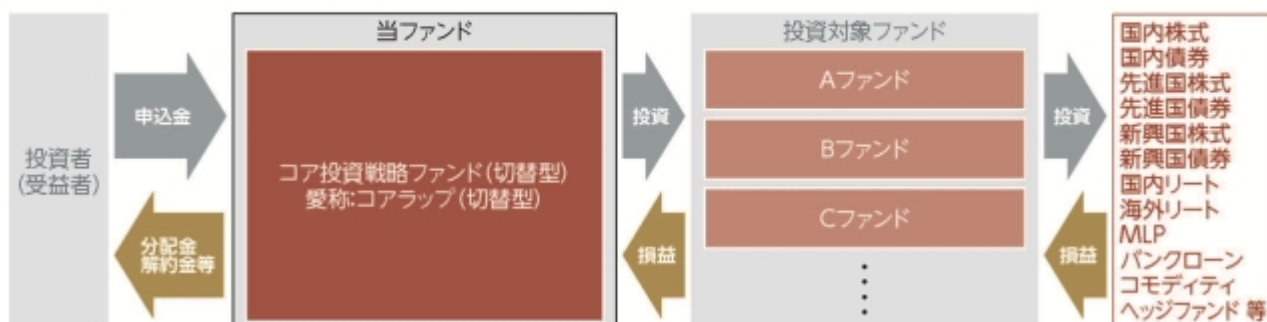 投資者
(受益者)
申込金
分配金
解約金等
当ファンド
コア投資戦略ファンド(切替型)
愛称:コアラップ(切替型)
投資
損益
投資対象ファンド
Aファンド
Bファンド
Cファンド
投資
損益
国内株式
国内債券
先進国株式
先進国債券
新興国株式
新興国債券
国内リート
海外リート
MLP
バンクローン
コモディティ
ヘッジファンド 等